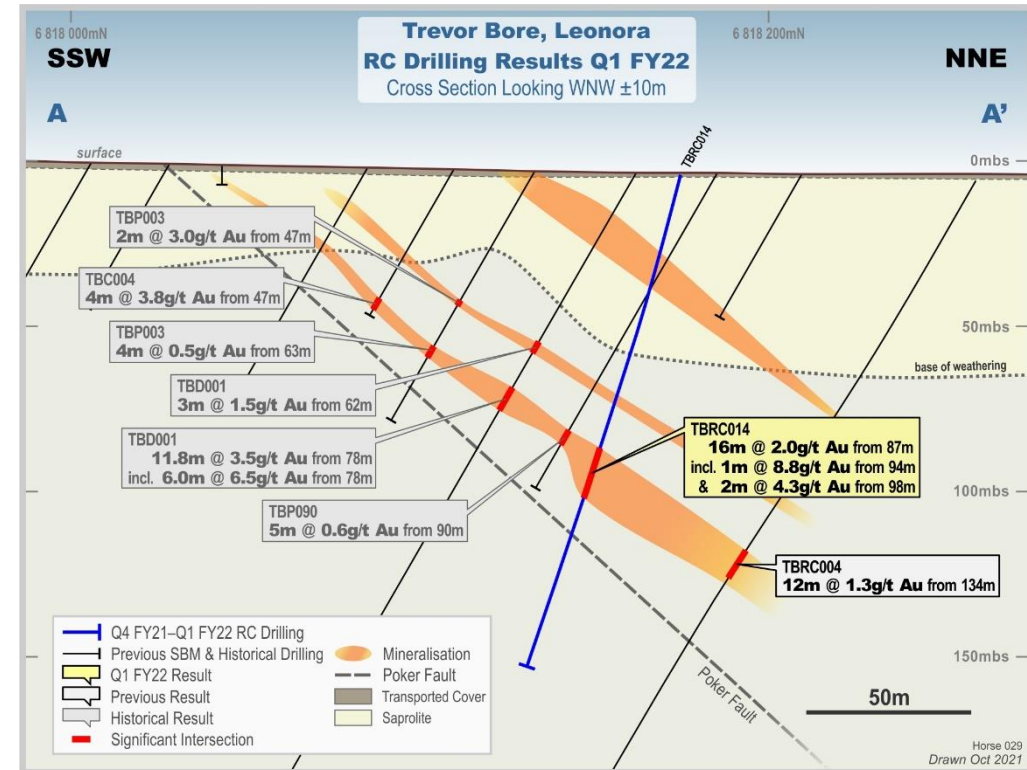 6 818 000mN
6 818 200mN
Trevor Bore, Leonora
RC Drilling Results Q1 FY22
Cross Section Looking WNW ±10m
SSW
NNE
A
A'
surface
TBRC014
0mbs
TBP003
2m @ 3.0g/t Au from 47m
TBC004
4m @ 3.8g/t Au from 47m
TBP003
4m @ 0.5g/t Au from 63m
50mbs
base of weathering
TBD001
3m @ 1.5g/t Au from 62m
TBD001
11.8m @ 3.5g/t Au from 78m
incl. 6.0m @ 6.5g/t Au from 78m
TBRC014
16m @ 2.0g/t Au from 87m
incl. 1m @ 8.8g/t Au from 94m
& 2m @ 4.3g/t Au from 98m
100mbs
TBP090
5m @ 0.6g/t Au from 90m
TBRC004
12m @ 1.3g/t Au from 134m
150mbs
Poker Fault
Q4 FY21–Q1 FY22 RC Drilling
Previous SBM & Historical Drilling
Q1 FY22 Result
Previous Result
Historical Result
Significant Intersection
Mineralisation
Poker Fault
Transported Cover
Saprolite
50m
Horse 029
Drawn Oct 2021